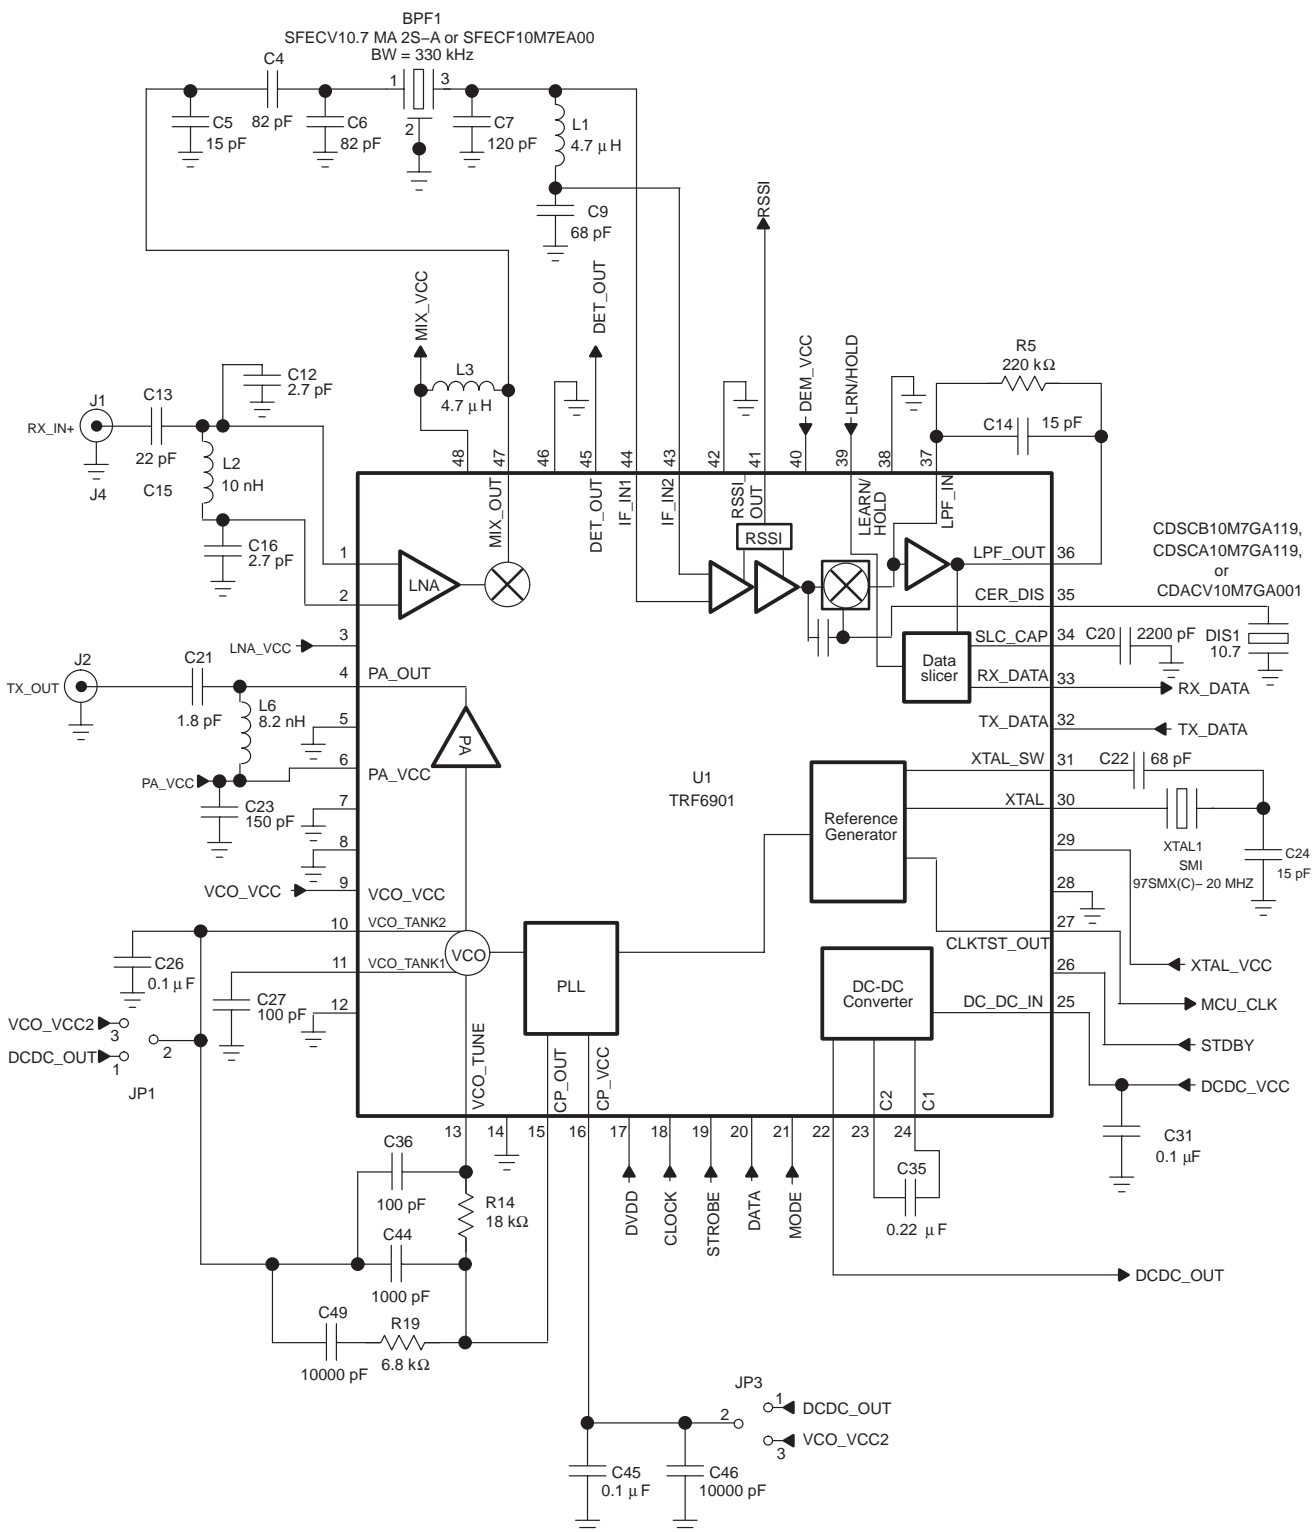 BPF1
SFECV10.7 MA 2S–A or SFECF10M7EA00
BW = 330 kHz
C4
82 pF
1
3
2
C5
15 pF
C6
82 pF
C7
120 pF
L1
4.7 μ H
C9
68 pF
RSSI
MIX_VCC
DET_OUT
DEM_VCC
LRN/HOLD
L3
4.7 μ H
R5
220 kΩ
C14
15 pF
C12
2.7 pF
C13
22 pF
J1
RX_IN+
J4
C15
L2
10 nH
C16
2.7 pF
48
47
46
45
44
43
42
41
40
39
38
37
MIX_OUT
DET_OUT
IF_IN1
IF_IN2
RSSI_
OUT
LEARN/
HOLD
LPF_IN
RSSI
LNA
1
2
LNA_VCC
3
LPF_OUT
36
CER_DIS
35
CDSCB10M7GA119,
CDSCA10M7GA119,
or
CDACV10M7GA001
SLC_CAP
34
C20
2200 pF
DIS1
10.7
Data
slicer
RX_DATA
33
RX_DATA
TX_DATA
32
TX_DATA
J2
TX_OUT
C21
1.8 pF
4
PA_OUT
L6
8.2 nH
5
PA
PA_VCC
6
PA_VCC
C23
150 pF
7
8
VCO_VCC
9
VCO_VCC
U1
TRF6901
XTAL_SW
31
C22
68 pF
XTAL
30
Reference
Generator
XTAL1
SMI
97SMX(C)– 20 MHZ
C24
15 pF
29
28
27
CLKTST_OUT
26
XTAL_VCC
10
VCO_TANK2
VCO
11
VCO_TANK1
C26
0.1 μ F
C27
100 pF
12
PLL
DC-DC
Converter
DC_DC_IN
25
MCU_CLK
STDBY
DCDC_VCC
VCO_VCC2
3
DCDC_OUT
1
2
JP1
VCO_TUNE
CP_OUT
CP_VCC
C2
C1
C31
0.1 μF
13
14
15
16
17
18
19
20
21
22
23
24
DVDD
CLOCK
STROBE
DATA
MODE
C35
0.22 μ F
C36
100 pF
R14
18 kΩ
C44
1000 pF
DCDC_OUT
C49
10000 pF
R19
6.8 kΩ
JP3
2
1
DCDC_OUT
VCO_VCC2
3
C45
0.1 μ F
C46
10000 pF